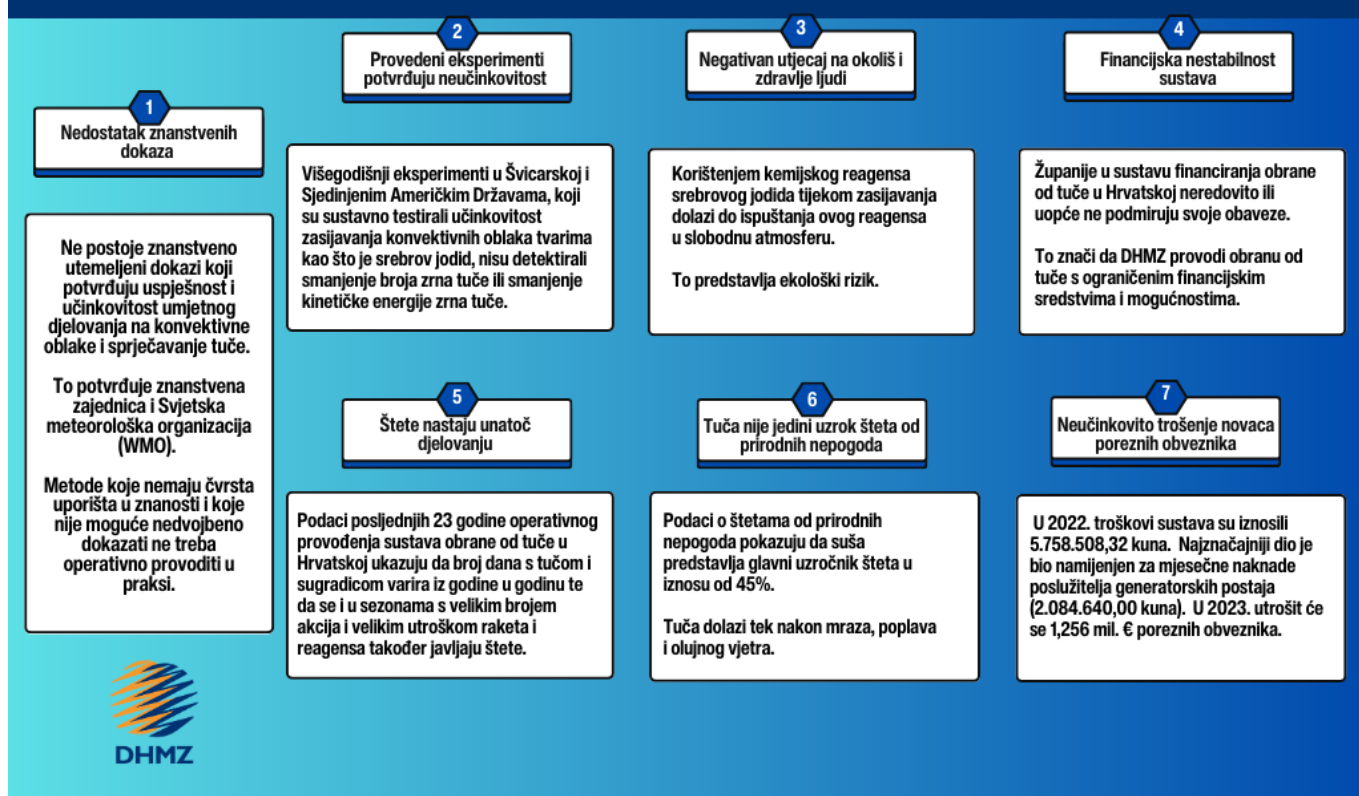 1
Nedostatak znanstvenih
dokaza
Ne postoje znanstveno
utemeljeni dokazi koji
potvrđuju uspješnost i
učinkovitost umjetnog
djelovanja na konvektivne
oblake i sprječavanje tuče.
To potvrđuje znanstvena
zajednica i Svjetska
meteorološka organizacija
(WMO).
Metode koje nemaju čvrsta
uporišta u znanosti i koje
nije moguće nedvojbeno
dokazati ne treba
operativno provoditi u
praksi.
2
Provedeni eksperimenti
potvrđuju neučinkovitost
Višegodišnji eksperimenti u Švicarskoj i
Sjedinjenim Američkim Državama, koji
su sustavno testirali učinkovitost
zasijavanja konvektivnih oblaka tvarima
kao što je srebrov jodid, nisu detektirali
smanjenje broja zrna tuče ili smanjenje
kinetičke energije zrna tuče.
3
Negativan utjecaj na okoliš i
zdravlje ljudi
Korištenjem kemijskog reagensa
srebrovog jodida tijekom zasijavanja
dolazi do ispuštanja ovog reagensa
u slobodnu atmosferu.
To predstavlja ekološki rizik.
4
Financijska nestabilnost
sustava
Županije u sustavu financiranja obrane
od tuče u Hrvatskoj neredovito ili
uopće ne podmiruju svoje obaveze.
To znači da DHMZ provodi obranu od
tuče s ograničenim financijskim
sredstvima i mogućnostima.
5
Štete nastaju unatoč
djelovanju
Podaci posljednjih 23 godine operativnog
provođenja sustava obrane od tuče u
Hrvatskoj ukazuju da broj dana s tučom i
sugradicom varira iz godine u godinu te
da se i u sezonama s velikim brojem
akcija i velikim utroškom raketa i
reagensa također javljaju štete.
6
Tuča nije jedini uzrok šteta od
prirodnih nepogoda
Podaci o štetama od prirodnih
nepogoda pokazuju da suša
predstavlja glavni uzročnik šteta u
iznosu od 45%.
Tuča dolazi tek nakon mraza, poplava
i olujnog vjetra.
7
Neučinkovito trošenje novaca
poreznih obveznika
U 2022. troškovi sustava su iznosili
5.758.508,32 kuna. Najznačajniji dio je
bio namijenjen za mjesečne naknade
poslužitelja generatorskih postaja
(2.084.640,00 kuna). U 2023. utrošit će
se 1,256 mil. € poreznih obveznika.
DHMZ